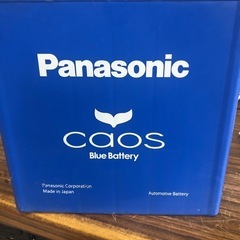 Panasonic
caos
Blue Battery
Panasonic Corporation
Made in Japan
Automotive Battery